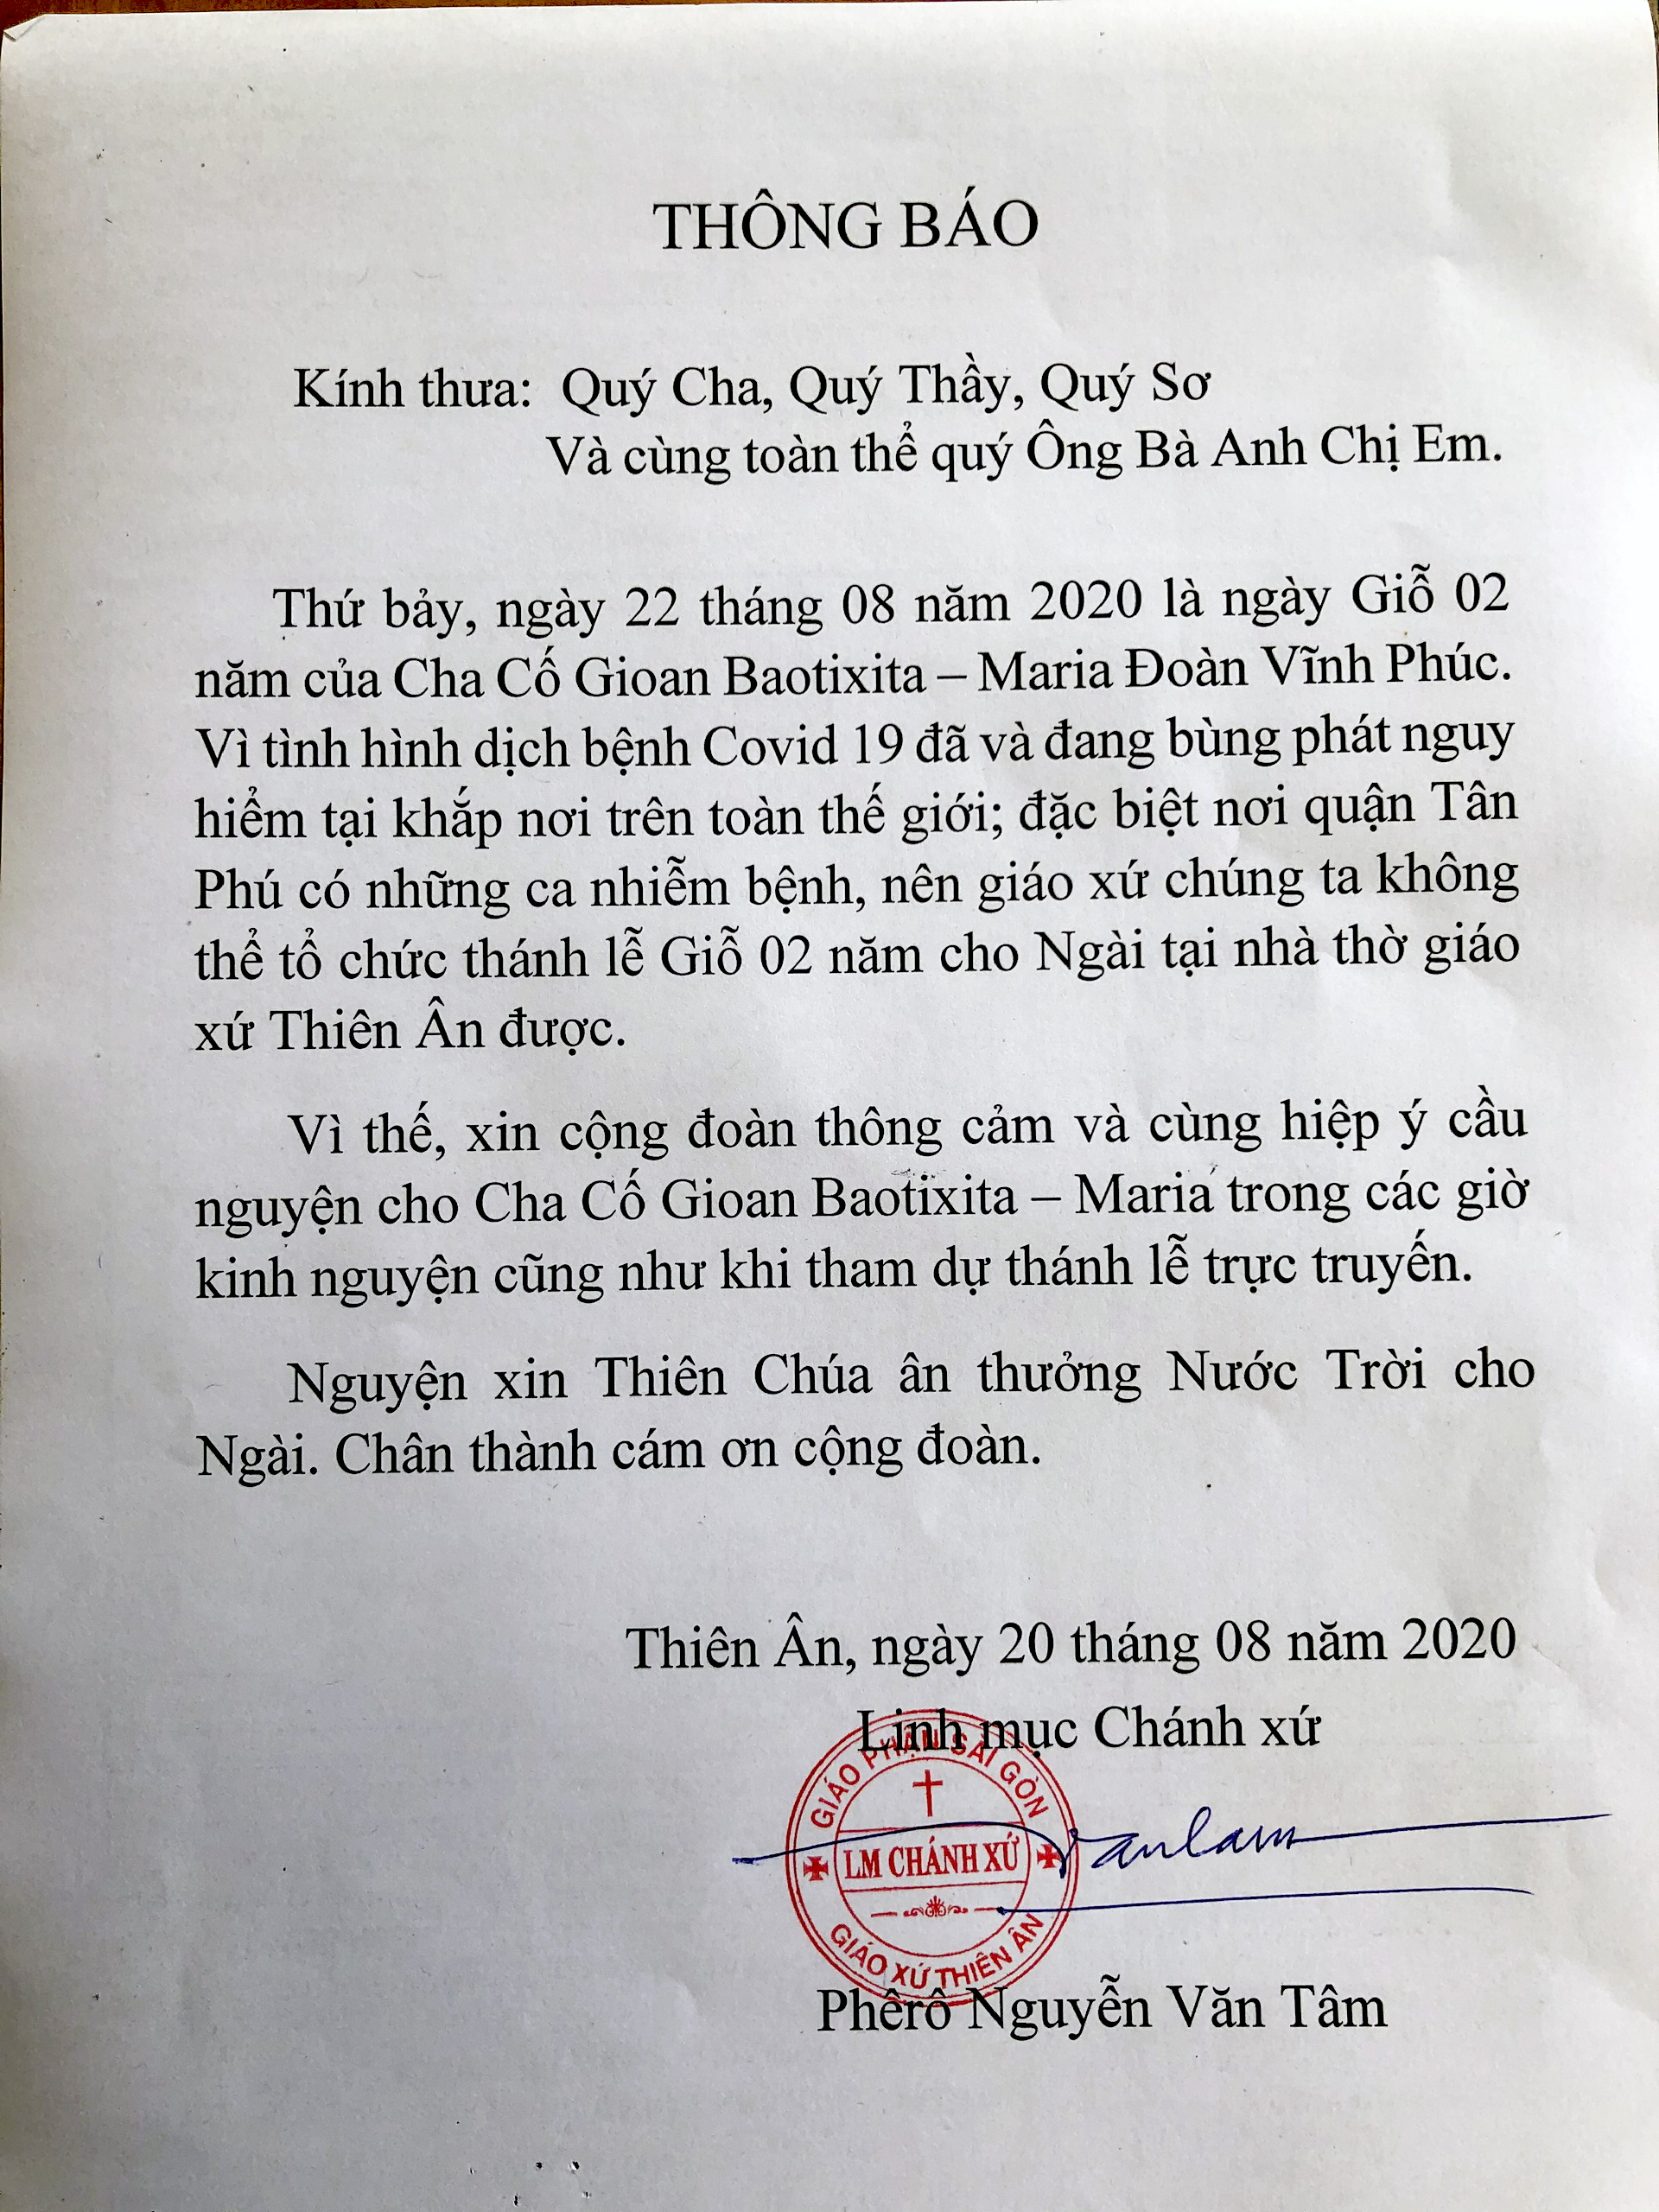 THÔNG BÁO
Kính thưa: Quý Cha, Quý Thầy, Quý Sơ
Và cùng toàn thể quý Ông Bà Anh Chị Em.
Thứ bảy, ngày 22 tháng 08 năm 2020 là ngày Giỗ 02
năm của Cha Cố Gioan Baotixita – Maria Đoàn Vĩnh Phúc.
Vì tình hình dịch bệnh Covid 19 đã và đang bùng phát nguy
hiểm tại khắp nơi trên toàn thế giới; đặc biệt nơi quận Tân
Phú có những ca nhiễm bệnh, nên giáo xứ chúng ta không
thể tổ chức thánh lễ Giỗ 02 năm cho Ngài tại nhà thờ giáo
xứ Thiên Ân được.
Vì thế, xin cộng đoàn thông cảm và cùng hiệp ý cầu
nguyện cho Cha Cố Gioan Baotixita – Maria trong các giờ
kinh nguyện cũng như khi tham dự thánh lễ trực truyến.
Nguyện xin Thiên Chúa ân thưởng Nước Trời cho
Ngài. Chân thành cám ơn cộng đoàn.
Thiên Ân, ngày 20 tháng 08 năm 2020
Linh mục Chánh xứ
GIÁO PHẬN SÀI GÒN
LM CHÁNH XỨ
GIÁO XỨ THIÊN ÂN
Phêrô Nguyễn Văn Tâm